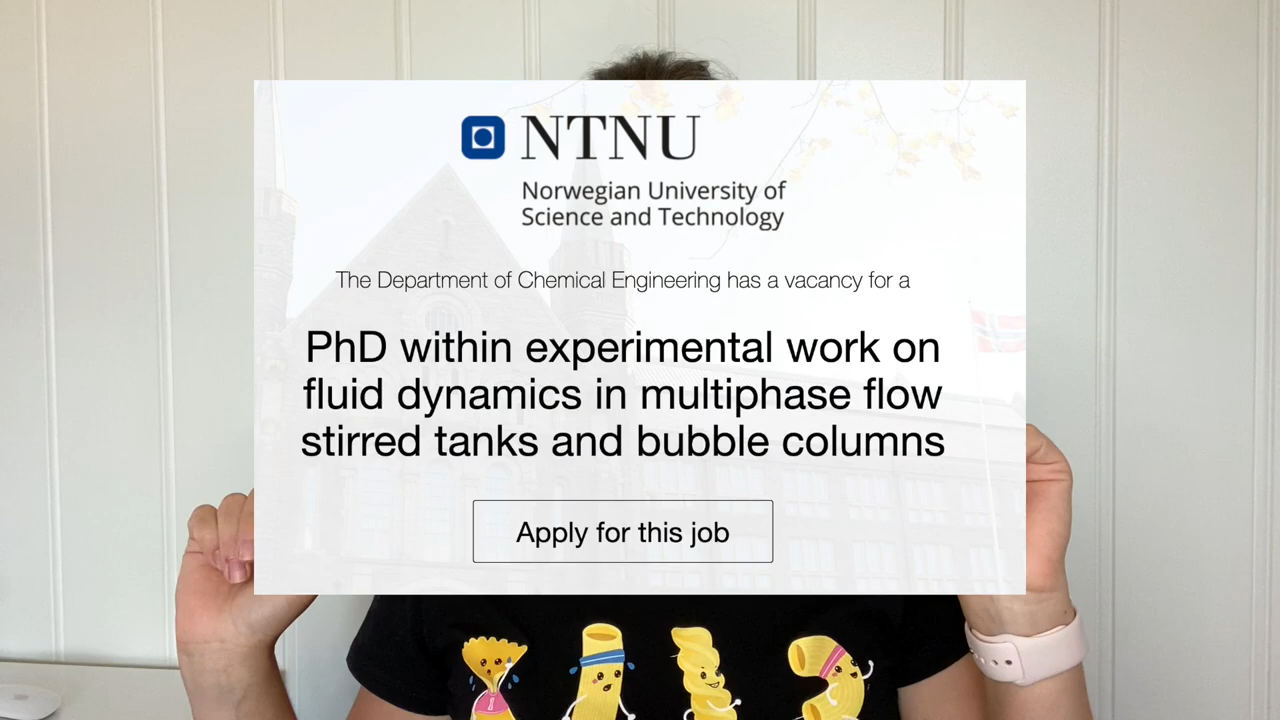 NTNU
Norwegian University of
Science and Technology
The Department of Chemical Engineering has a vacancy for a
PhD within experimental work on
fluid dynamics in multiphase flow
stirred tanks and bubble columns
Apply for this job